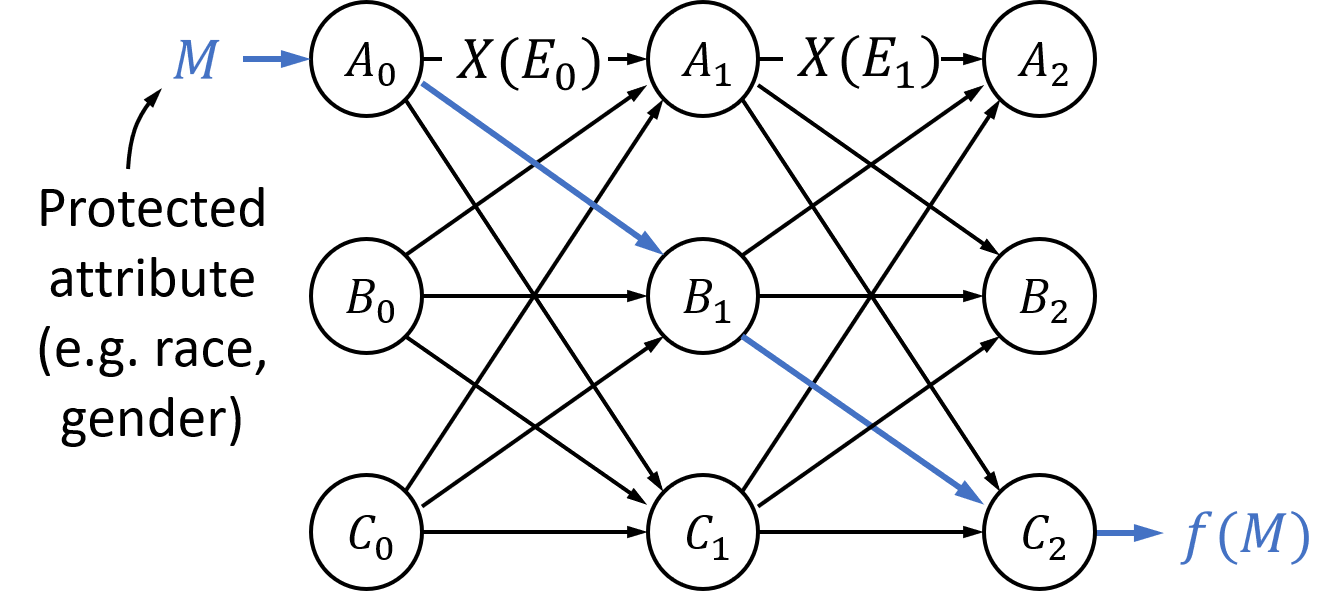 M
A₀
X(E₀)
A₁
X(E₁)
A₂
Protected
attribute
(e.g. race,
gender)
B₀
B₁
B₂
C₀
C₁
C₂
f(M)